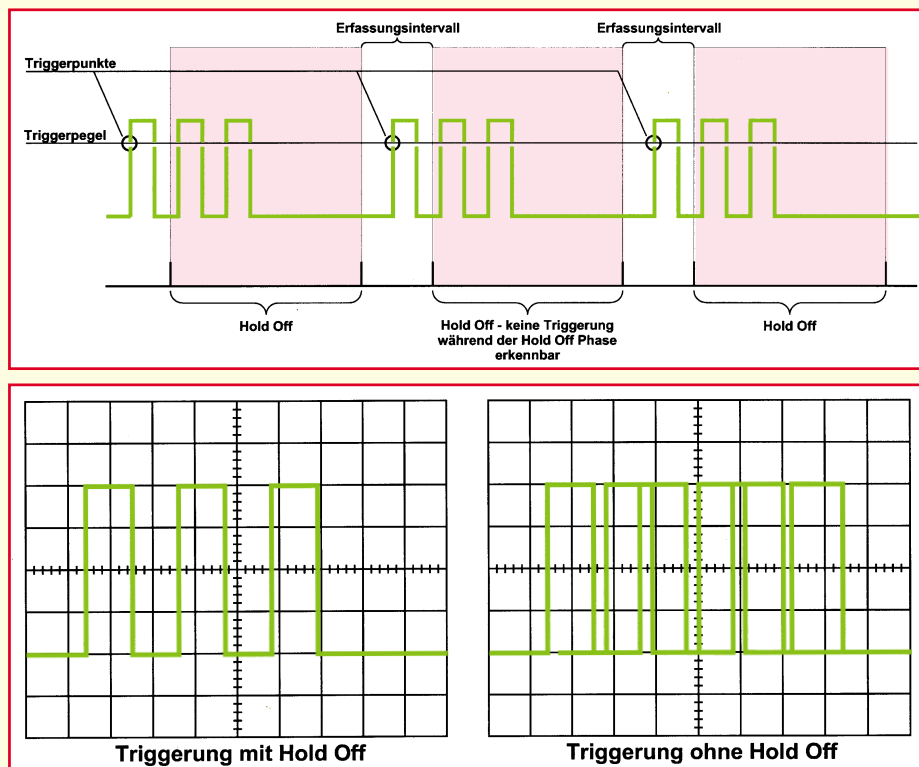 Erfassungsintervall Erfassungsintervall
Triggerpunkte
Triggerpegel
Hold Off
Hold Off - keine Triggerung
während der Hold Off Phase
erkennbar
Hold Off
Triggerung mit Hold Off
Triggerung ohne Hold Off